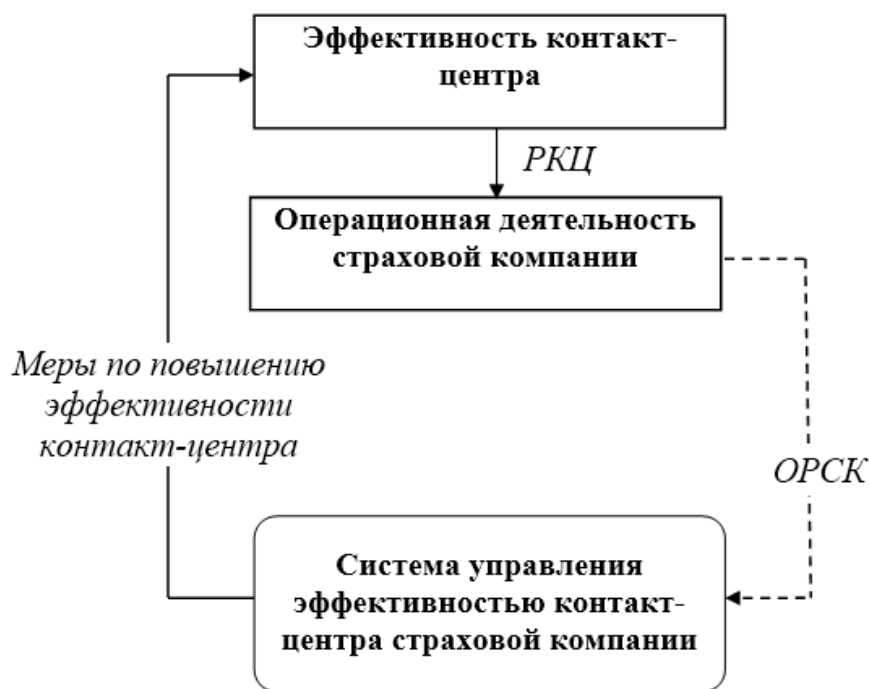 Эффективность контакт-
центра
РКЦ
Операционная деятельность
страховой компании
Меры по повышению
эффективности
контакт-центра
ОРСК
Система управления
эффективностью контакт-
центра страховой компании